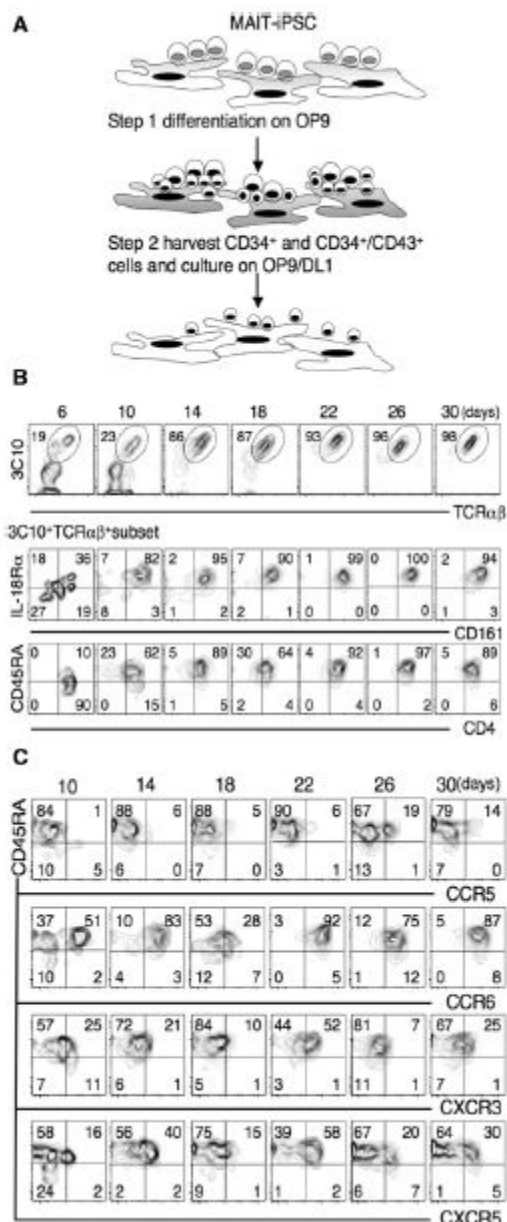 A
MAIT-iPSC
Step 1 differentiation on OP9
Step 2 harvest CD34+ and CD34+/CD43+
cells and culture on OP9/DL1
B
6 10 14 18 22 26 30 (days)
3C10
19 23 86 87 93 96 98
TCRαβ
3C10+TCRαβ+subset
IL-18Rα
18 36 7 82 2 95 7 90 1 99 0 100 2 94
27 19 8 3 1 2 2 1 0 0 0 0 1 3
CD161
CD45RA
0 10 23 62 5 89 30 64 4 92 1 97 5 89
0 90 0 15 1 5 2 4 0 4 0 2 0 6
CD4
C
10 14 18 22 26 30 (days)
CD45RA
84 1 88 6 88 5 90 6 67 19 79 14
10 5 6 0 7 0 3 1 13 1 7 0
CCR5
37 51 10 83 53 28 3 92 12 75 5 87
10 2 4 3 12 7 0 5 1 12 0 8
CCR6
57 25 72 21 84 10 44 52 81 7 67 25
7 11 6 1 5 1 3 1 11 1 7 1
CXCR3
58 16 56 40 75 15 39 58 67 20 64 30
24 2 2 2 9 1 1 2 6 7 1 5
CXCR5